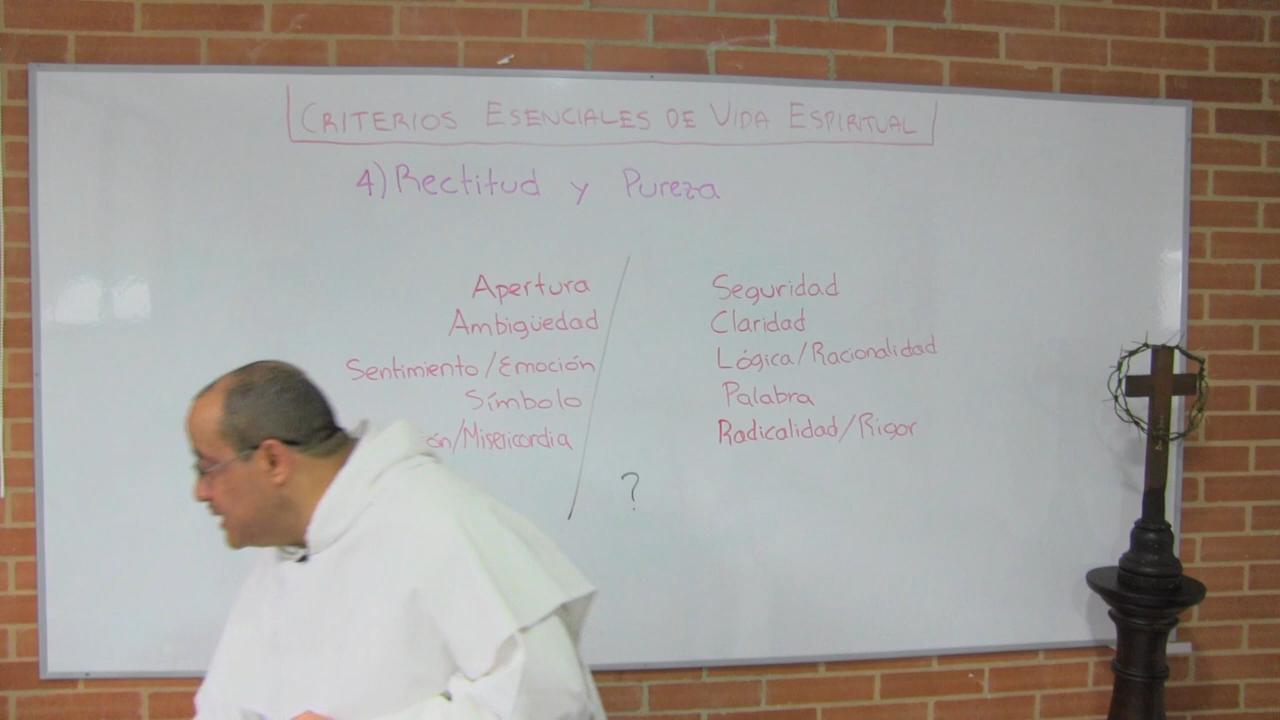 CRITERIOS ESENCIALES DE VIDA ESPIRITUAL
4) Rectitud y Pureza
Apertura / Seguridad
Ambigüedad Claridad
Sentimiento/Emoción Lógica/Racionalidad
Símbolo Palabra
ón/Misericordia Radicalidad/Rigor
?